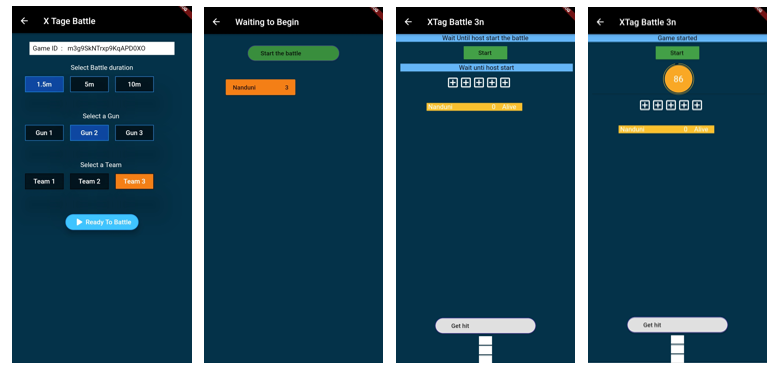 X Tage Battle
Game ID : m3g9SkNTrxp9KqAPD0XO
Select Battle duration
1.5m 5m 10m
Select a Gun
Gun 1 Gun 2 Gun 3
Select a Team
Team 1 Team 2 Team 3
Ready To Battle
Waiting to Begin
Start the battle
Nanduni 3
XTag Battle 3n
Wait Until host start the battle
Start
Wait unti host start
Nanduni 0 Alive
Get hit
XTag Battle 3n
Game started
Start
86
Nanduni 0 Alive
Get hit